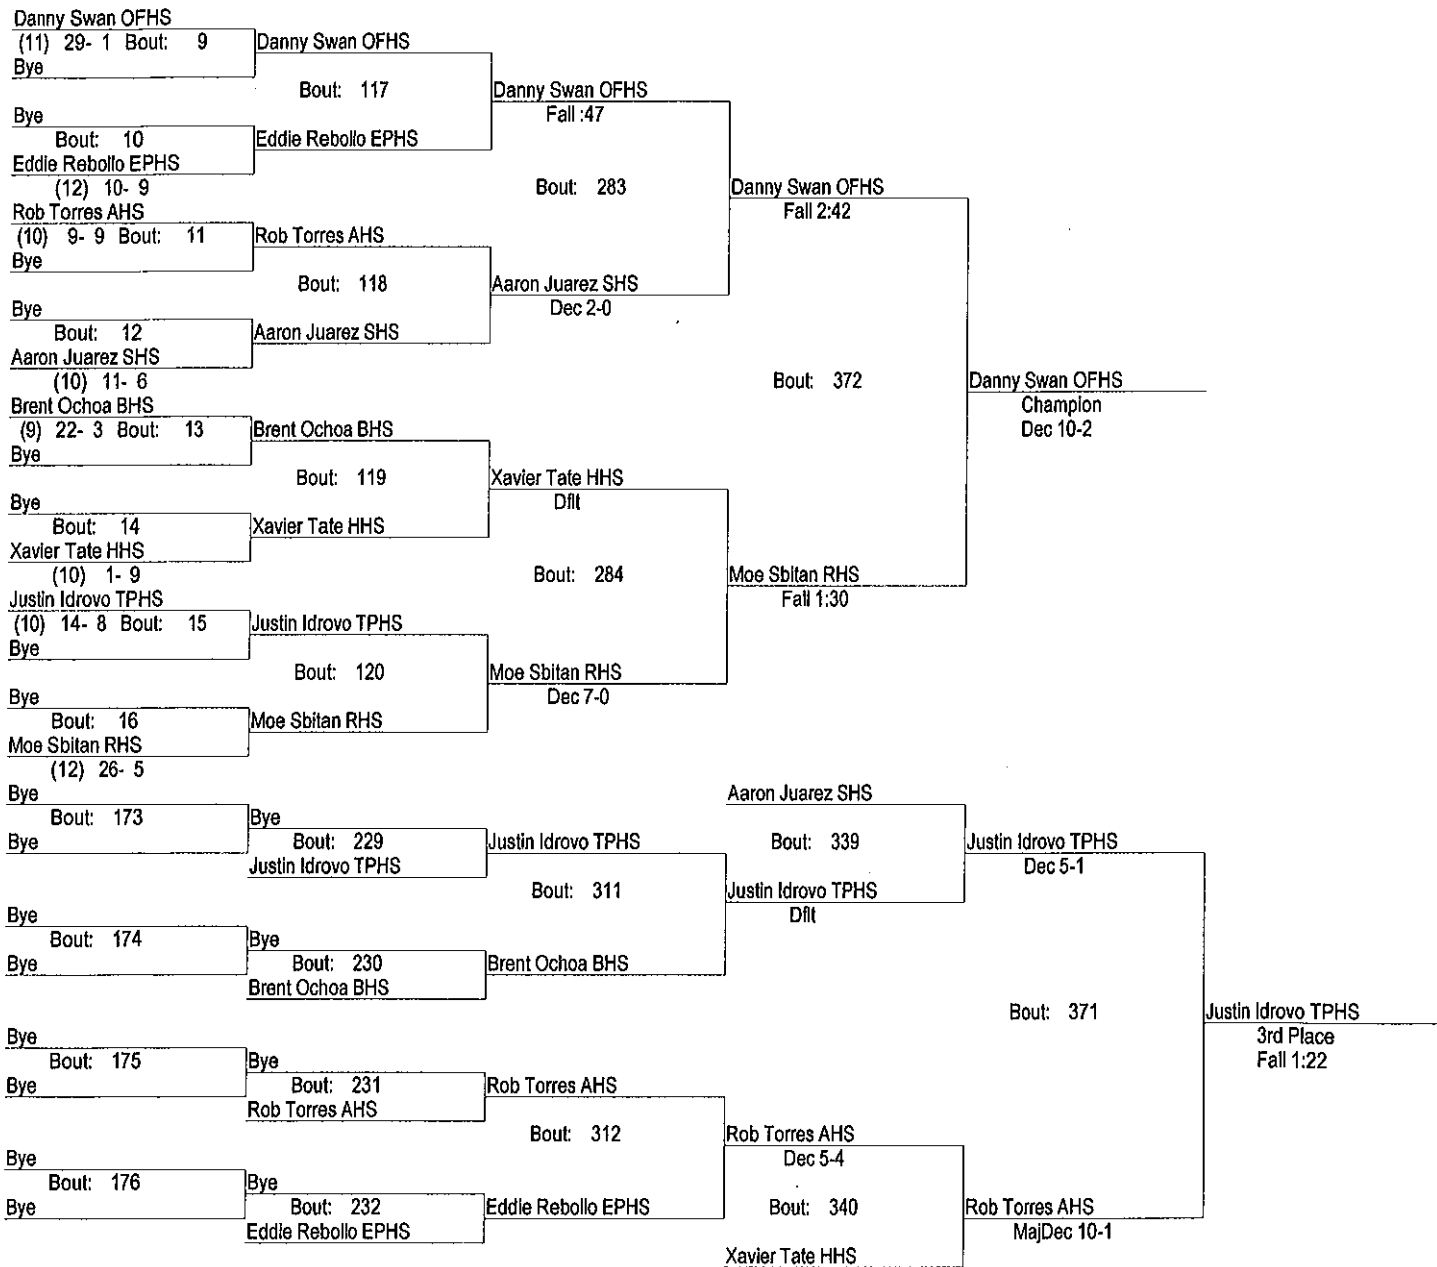 Danny Swan OFHS
(11) 29- 1 Bout: 9
Bye
Danny Swan OFHS
Bout: 117
Danny Swan OFHS
Fall :47
Bye
Bout: 10
Eddie Rebollo EPHS
Eddie Rebollo EPHS
(12) 10- 9
Bout: 283
Danny Swan OFHS
Fall 2:42
Rob Torres AHS
(10) 9- 9 Bout: 11
Bye
Rob Torres AHS
Bout: 118
Aaron Juarez SHS
Dec 2-0
Bye
Bout: 12
Aaron Juarez SHS
Aaron Juarez SHS
(10) 11- 6
Bout: 372
Danny Swan OFHS
Champion
Dec 10-2
Brent Ochoa BHS
(9) 22- 3 Bout: 13
Bye
Brent Ochoa BHS
Bout: 119
Xavier Tate HHS
Dflt
Bye
Bout: 14
Xavier Tate HHS
Xavier Tate HHS
(10) 1- 9
Bout: 284
Moe Sbitan RHS
Fall 1:30
Justin Idrovo TPHS
(10) 14- 8 Bout: 15
Bye
Justin Idrovo TPHS
Bout: 120
Moe Sbitan RHS
Dec 7-0
Bye
Bout: 16
Moe Sbitan RHS
Moe Sbitan RHS
(12) 26- 5
Bye
Bout: 173
Bye
Bye
Bout: 229
Justin Idrovo TPHS
Justin Idrovo TPHS
Bout: 311
Aaron Juarez SHS
Bout: 339
Justin Idrovo TPHS
Dflt
Justin Idrovo TPHS
Dec 5-1
Bye
Bout: 174
Bye
Bye
Bout: 230
Brent Ochoa BHS
Brent Ochoa BHS
Bout: 371
Justin Idrovo TPHS
3rd Place
Fall 1:22
Bye
Bout: 175
Bye
Bye
Bout: 231
Rob Torres AHS
Rob Torres AHS
Bout: 312
Rob Torres AHS
Dec 5-4
Bout: 340
Xavier Tate HHS
Rob Torres AHS
MajDec 10-1
Bye
Bout: 176
Bye
Bye
Bout: 232
Eddie Rebollo EPHS
Eddie Rebollo EPHS